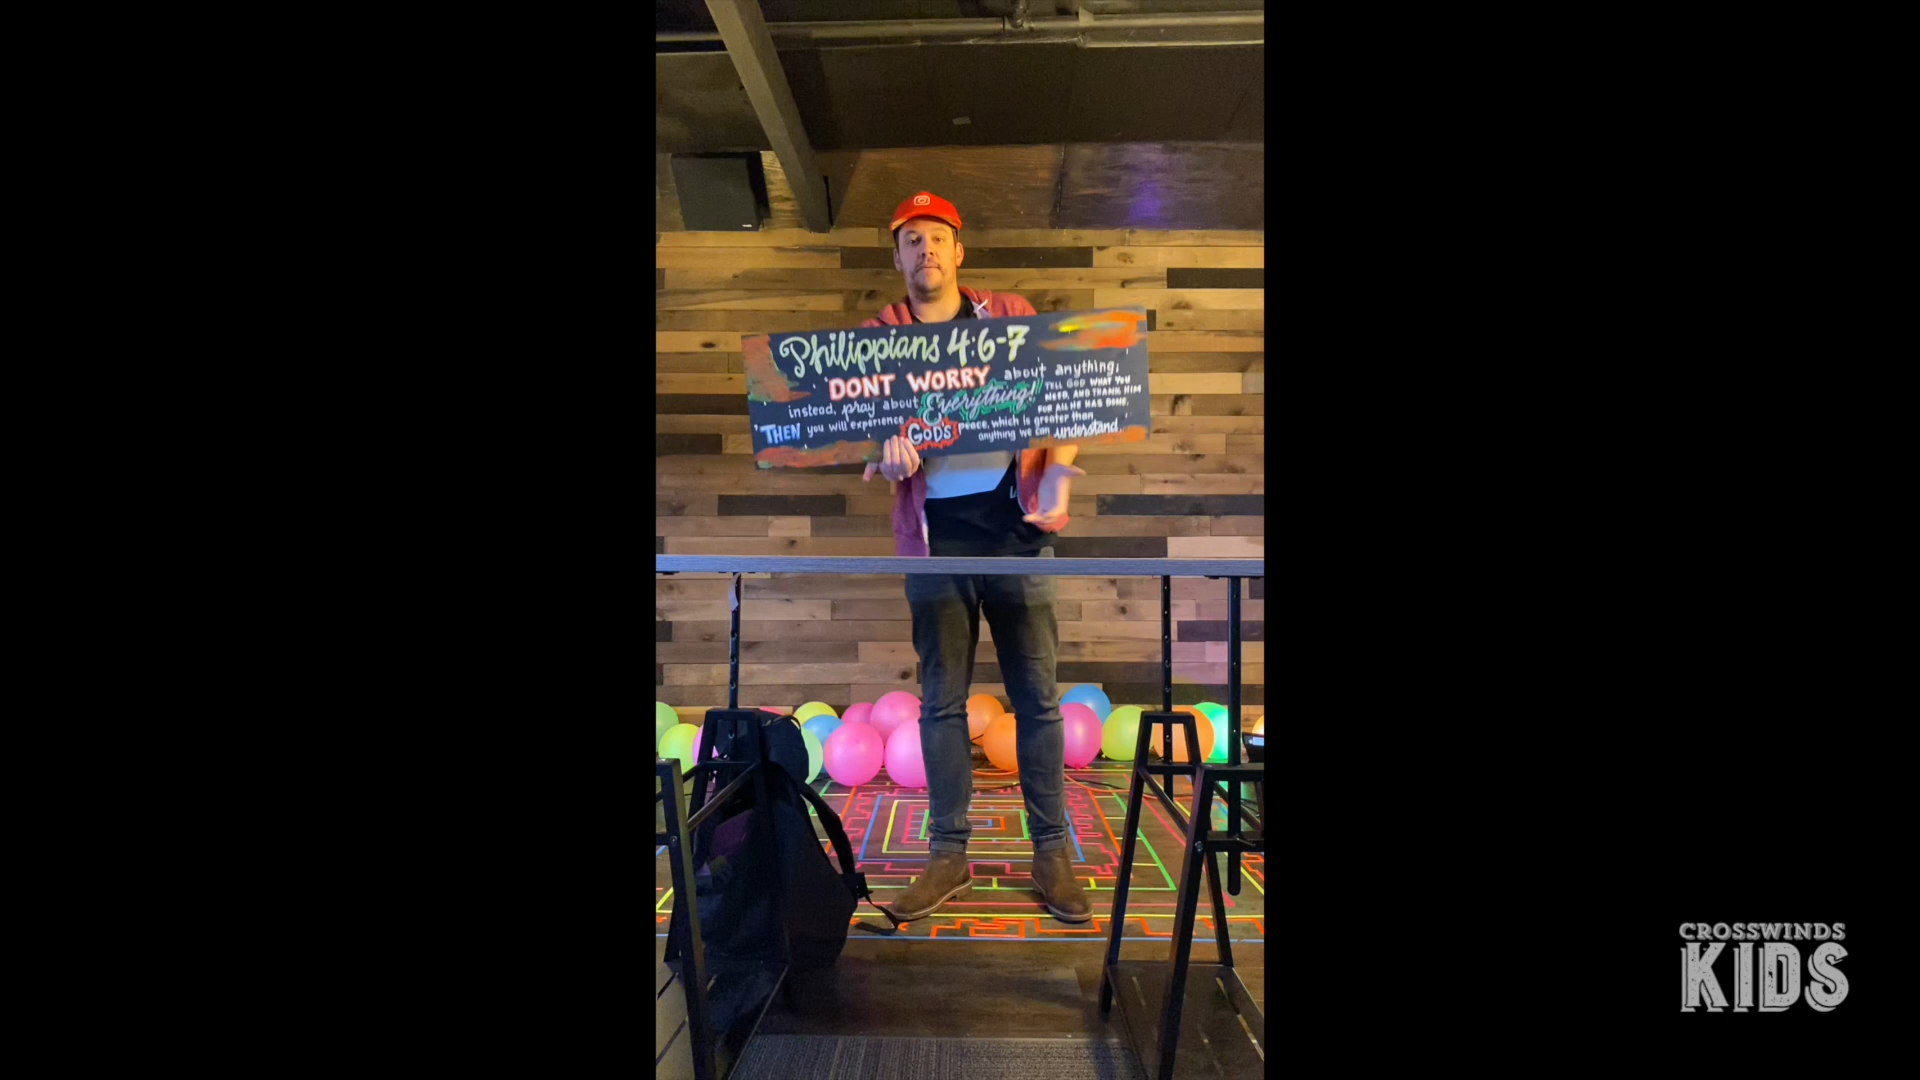 Philippians 4:6-7
DONT WORRY about anything;
instead, pray about Everything! TELL GOD WHAT YOU
NEED, AND THANK HIM
FOR ALL HE HAS DONE.
THEN you will experience GOD'S peace, which is greater than
anything we can understand.
CROSSWINDS
KIDS